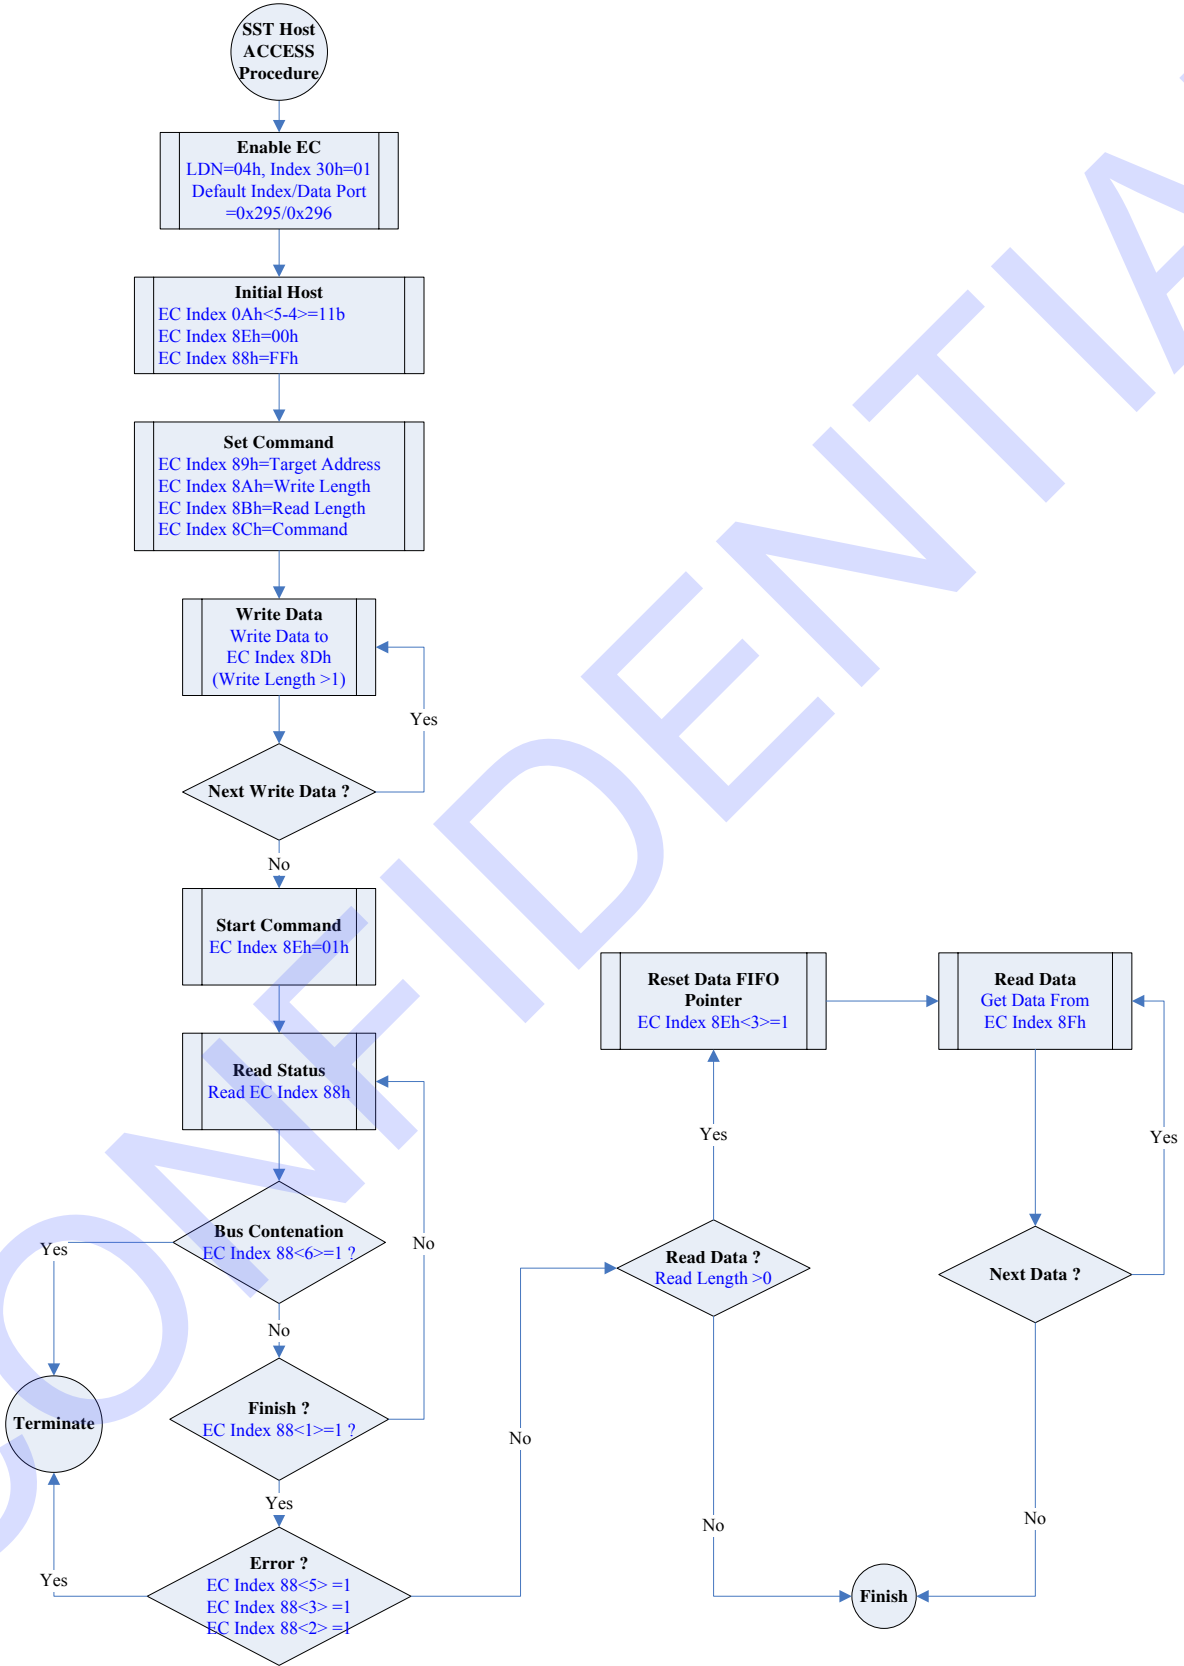 SST Host
ACCESS
Procedure
Enable EC
LDN=04h, Index 30h=01
Default Index/Data Port
=0x295/0x296
Initial Host
EC Index 0Ah<5-4>=11b
EC Index 8Eh=00h
EC Index 88h=FFh
Set Command
EC Index 89h=Target Address
EC Index 8Ah=Write Length
EC Index 8Bh=Read Length
EC Index 8Ch=Command
Write Data
Write Data to
EC Index 8Dh
(Write Length >1)
Yes
Next Write Data ?
No
Start Command
EC Index 8Eh=01h
Read Status
Read EC Index 88h
Bus Contenation
EC Index 88<6>=1 ?
Yes
No
No
Finish ?
EC Index 88<1>=1 ?
Terminate
Yes
Error ?
EC Index 88<5> =1
EC Index 88<3> =1
EC Index 88<2> =1
Yes
No
Reset Data FIFO
Pointer
EC Index 8Eh<3>=1
Read Data
Get Data From
EC Index 8Fh
Yes
Yes
Read Data ?
Read Length >0
Next Data ?
No
No
Finish
CONFIDENTIA